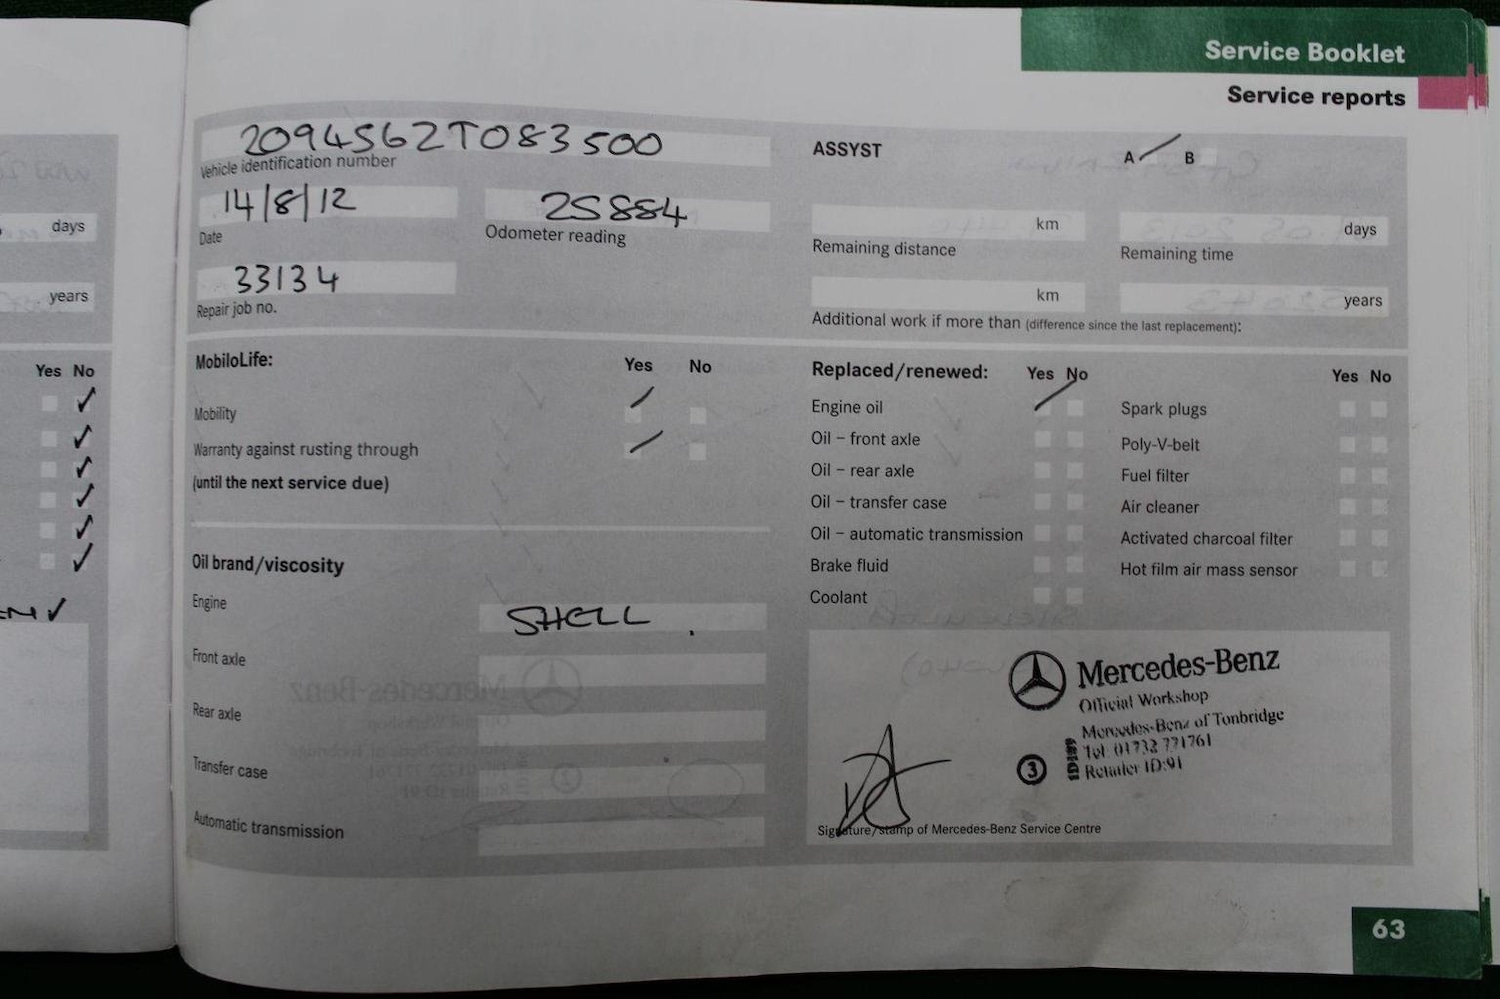 Service Booklet
Service reports
days
years
Yes No
2094562T083500
Vehicle identification number
14/8/12
Date
25884
Odometer reading
33134
Repair job no.
ASSYST
A / B
km
Remaining distance
days
Remaining time
km
years
Additional work if more than (difference since the last replacement):
MobiloLife:
Yes No
Mobility
Warranty against rusting through
(until the next service due)
Oil brand/viscosity
Engine
SHELL
Front axle
Rear axle
Transfer case
Automatic transmission
Replaced/renewed:
Yes No
Engine oil
Oil – front axle
Oil – rear axle
Oil – transfer case
Oil – automatic transmission
Brake fluid
Coolant
Yes No
Spark plugs
Poly-V-belt
Fuel filter
Air cleaner
Activated charcoal filter
Hot film air mass sensor
Mercedes-Benz
Official Workshop
Mercedes-Benz of Tonbridge
Tel: 01732 771761
Retailer ID:91
3
Signature/stamp of Mercedes-Benz Service Centre
63